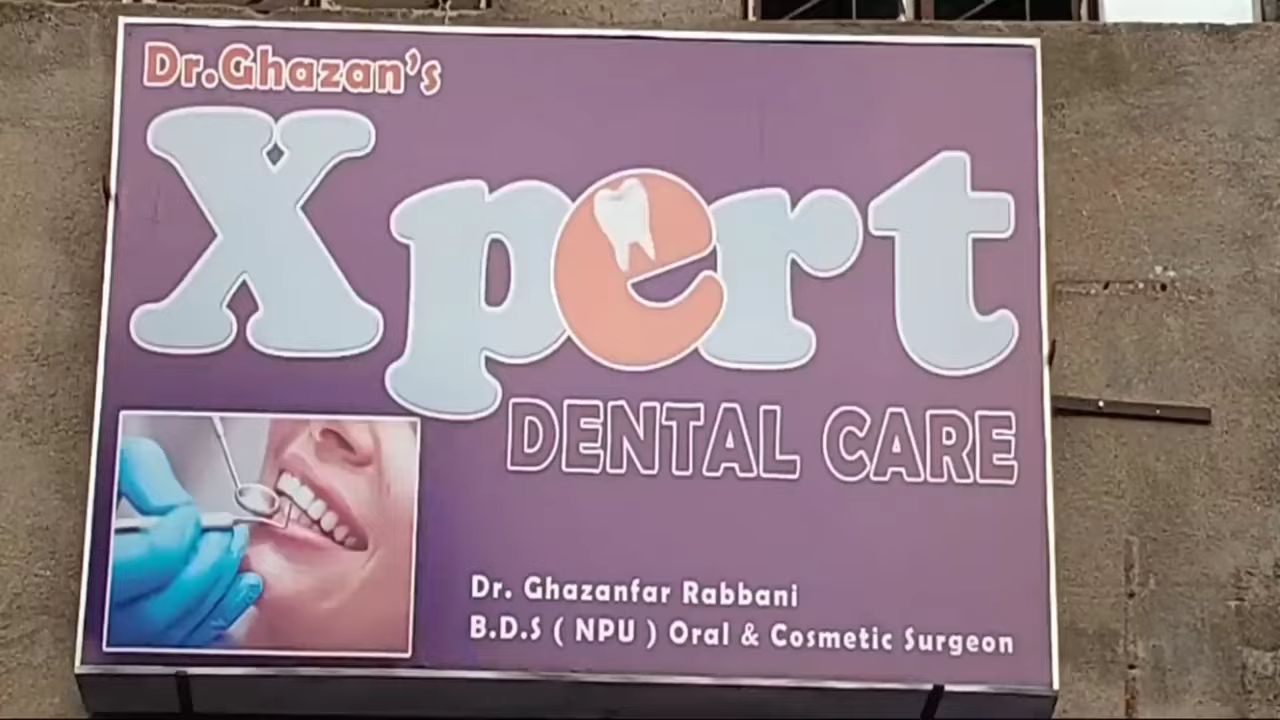 Dr.Ghazan's
Xpert
DENTAL CARE
Dr. Ghazanfar Rabbani
B.D.S ( NPU ) Oral & Cosmetic Surgeon